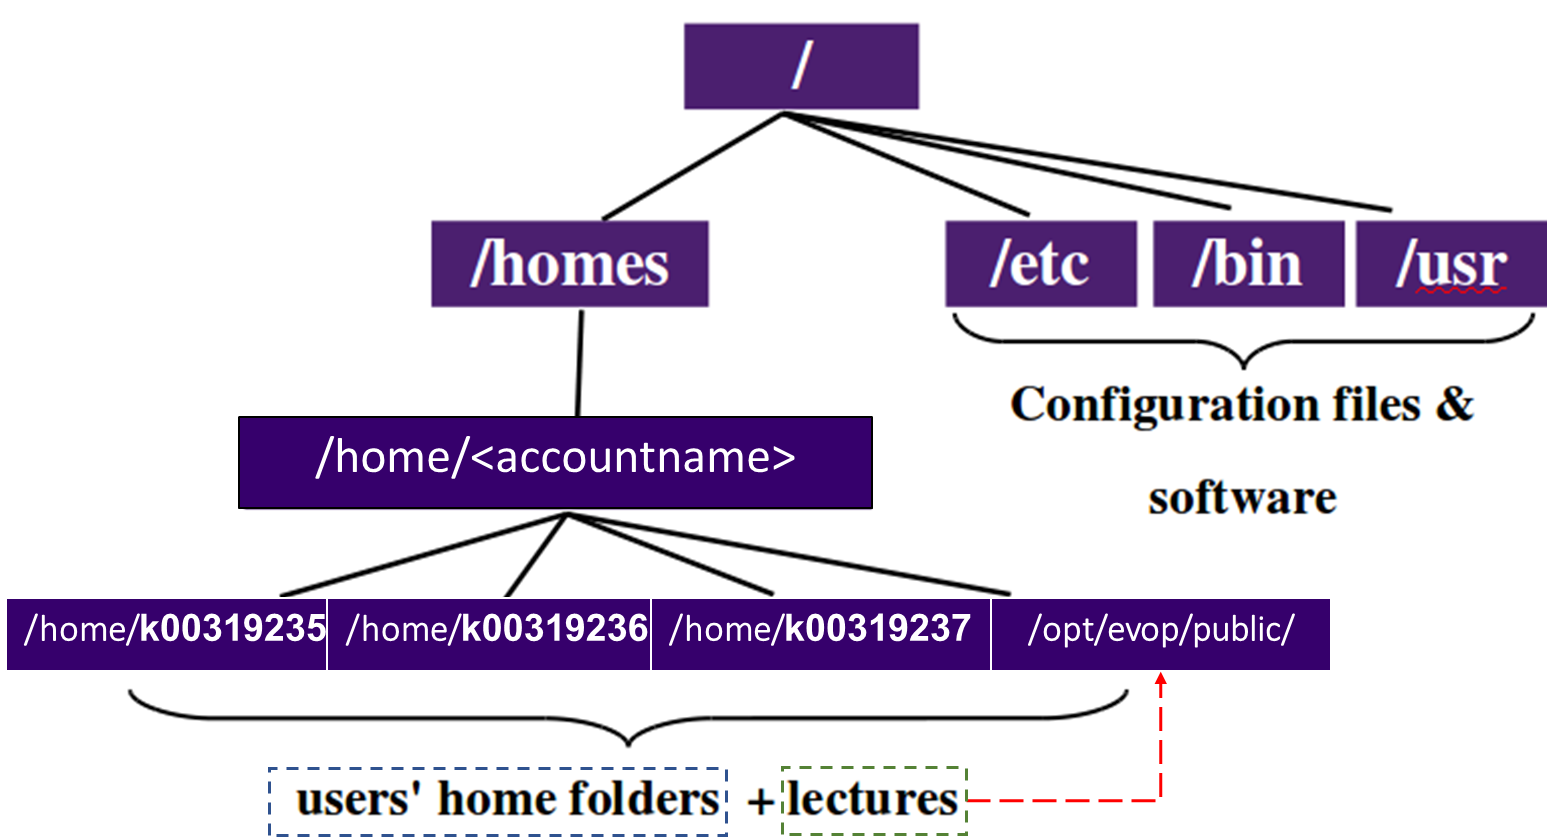 /
/homes
/etc
/bin
/usr
Configuration files &
software
/home/<accountname>
/home/k00319235
/home/k00319236
/home/k00319237
/opt/evop/public/
users' home folders + lectures